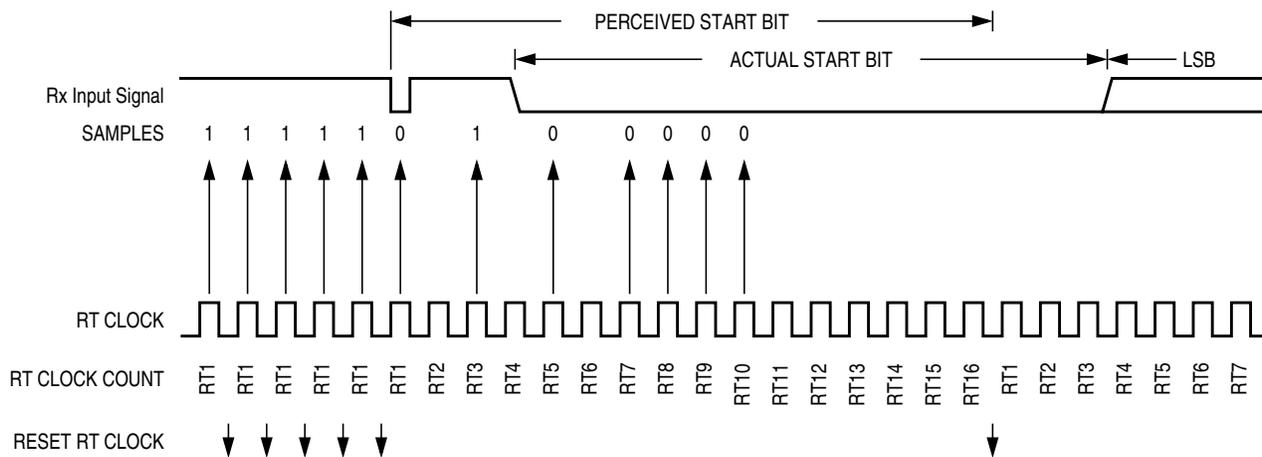 PERCEIVED START BIT
ACTUAL START BIT LSB
Rx Input Signal
SAMPLES 1 1 1 1 1 0 1 0 0 0 0 0
RT CLOCK
RT CLOCK COUNT RT1 RT1 RT1 RT1 RT1 RT1 RT2 RT3 RT4 RT5 RT6 RT7 RT8 RT9 RT10 RT11 RT12 RT13 RT14 RT15 RT16 RT1 RT2 RT3 RT4 RT5 RT6 RT7
RESET RT CLOCK